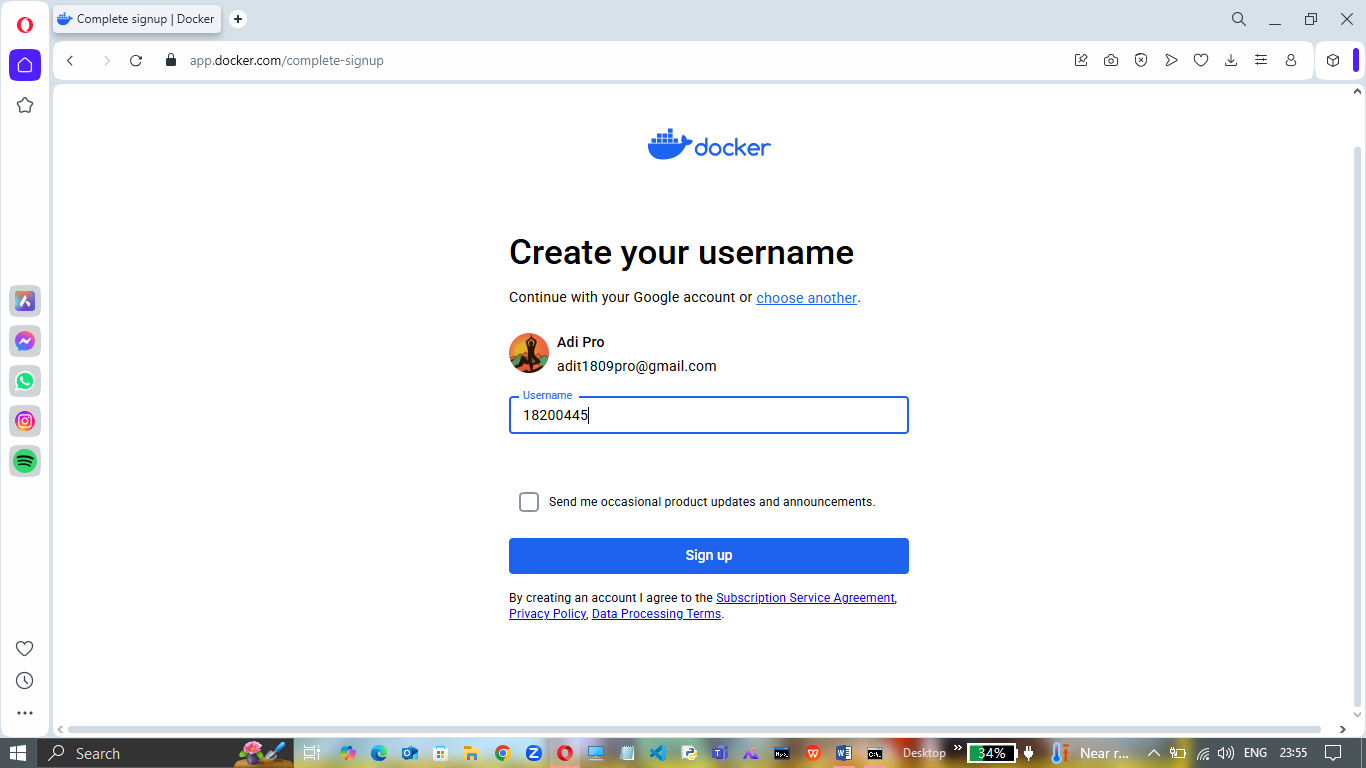 Complete signup | Docker
app.docker.com/complete-signup
docker
Create your username
Continue with your Google account or choose another.
Adi Pro
adit1809pro@gmail.com
Username
18200445
Send me occasional product updates and announcements.
Sign up
By creating an account I agree to the Subscription Service Agreement,
Privacy Policy, Data Processing Terms.
Search
Desktop
34%
Near r...
ENG
23:55